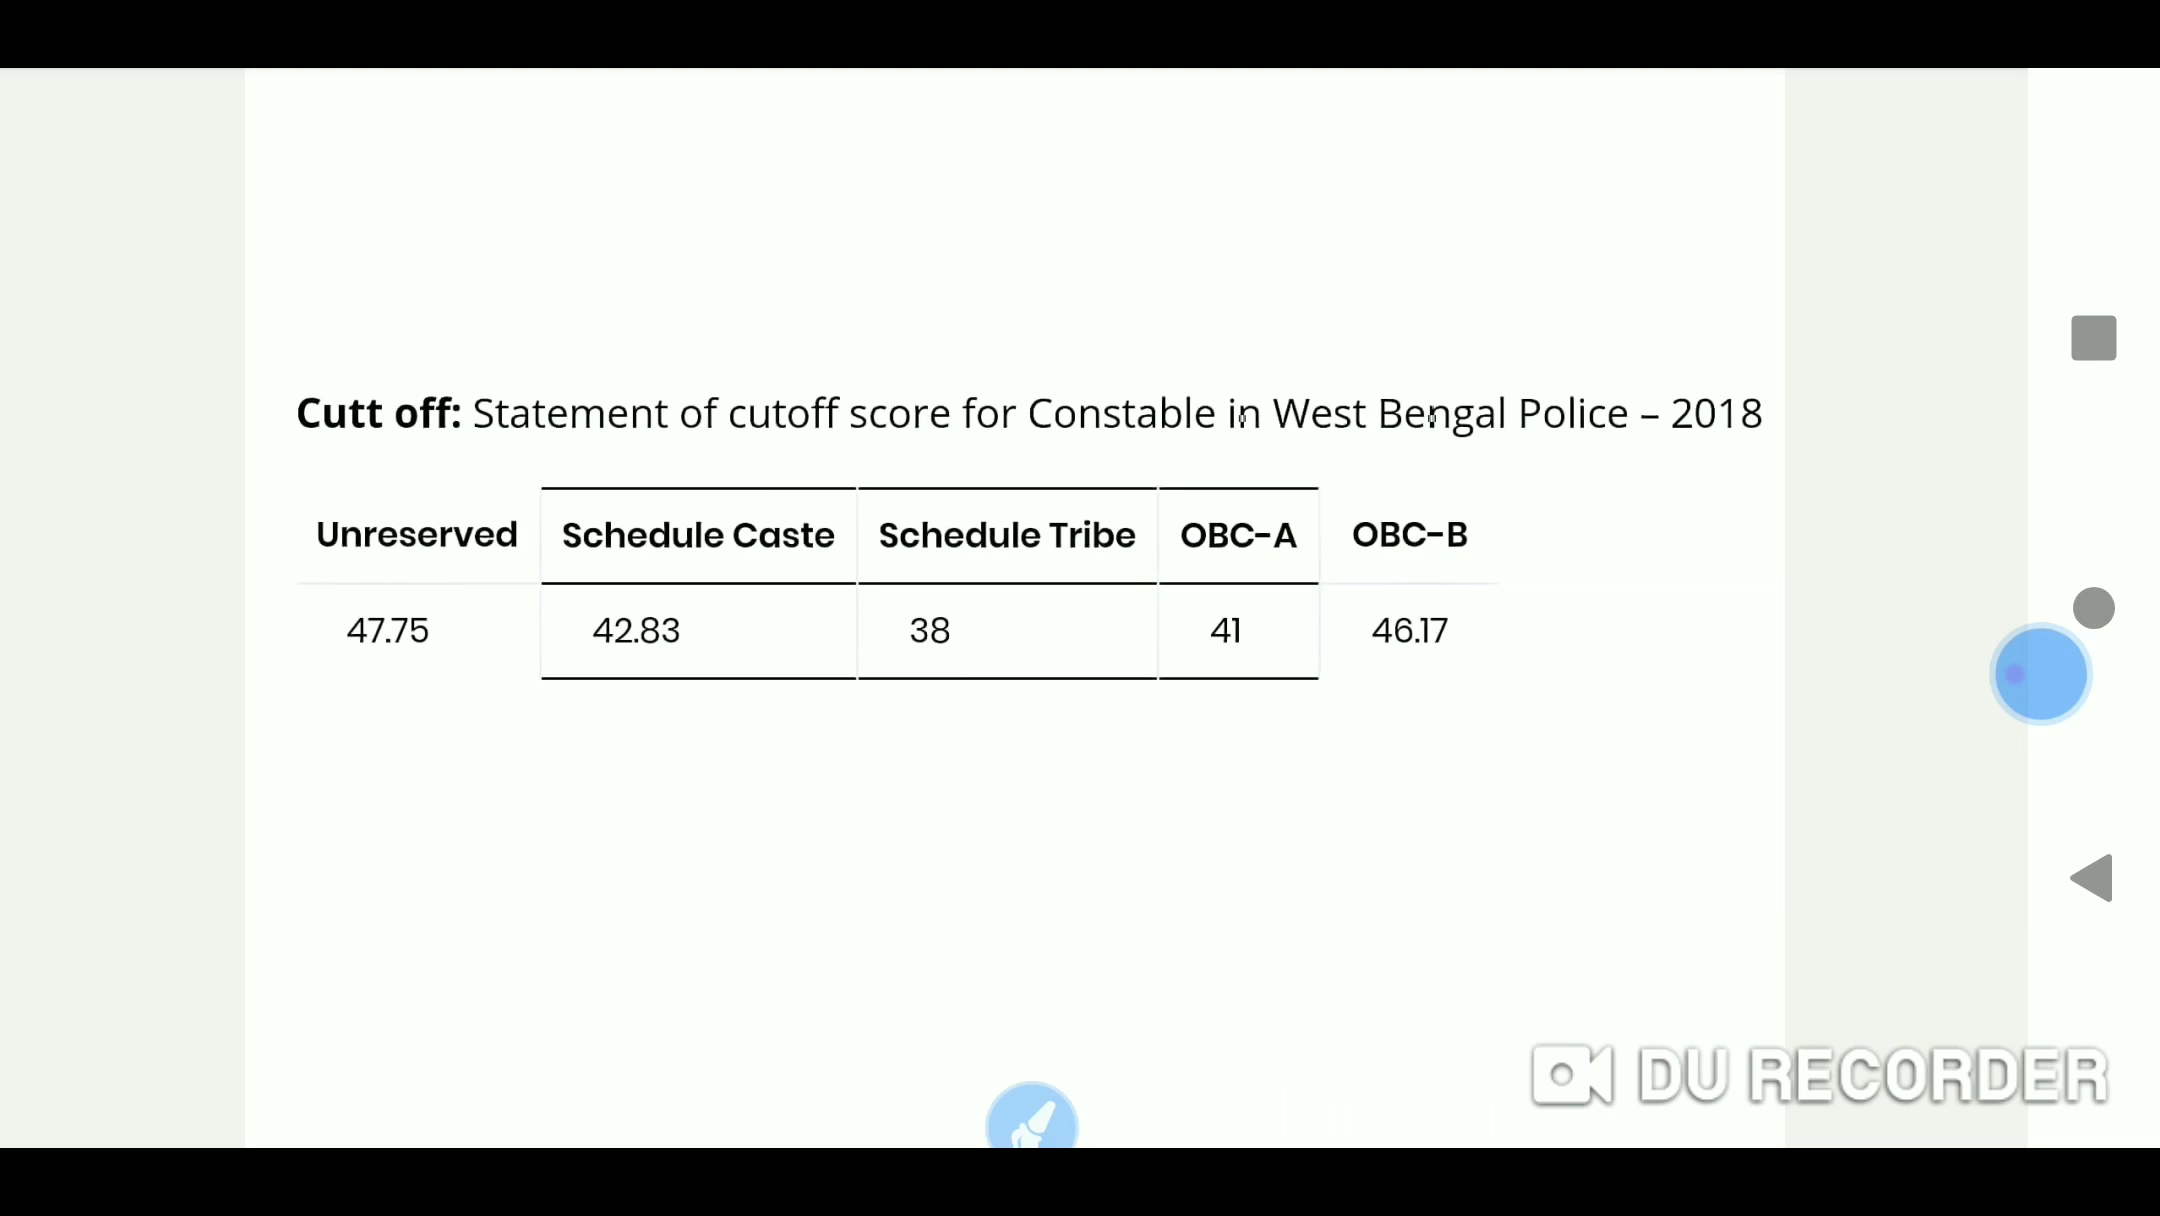 Cutt off: Statement of cutoff score for Constable in West Bengal Police – 2018
Unreserved Schedule Caste Schedule Tribe OBC-A OBC-B
47.75 42.83 38 41 46.17
DU RECORDER